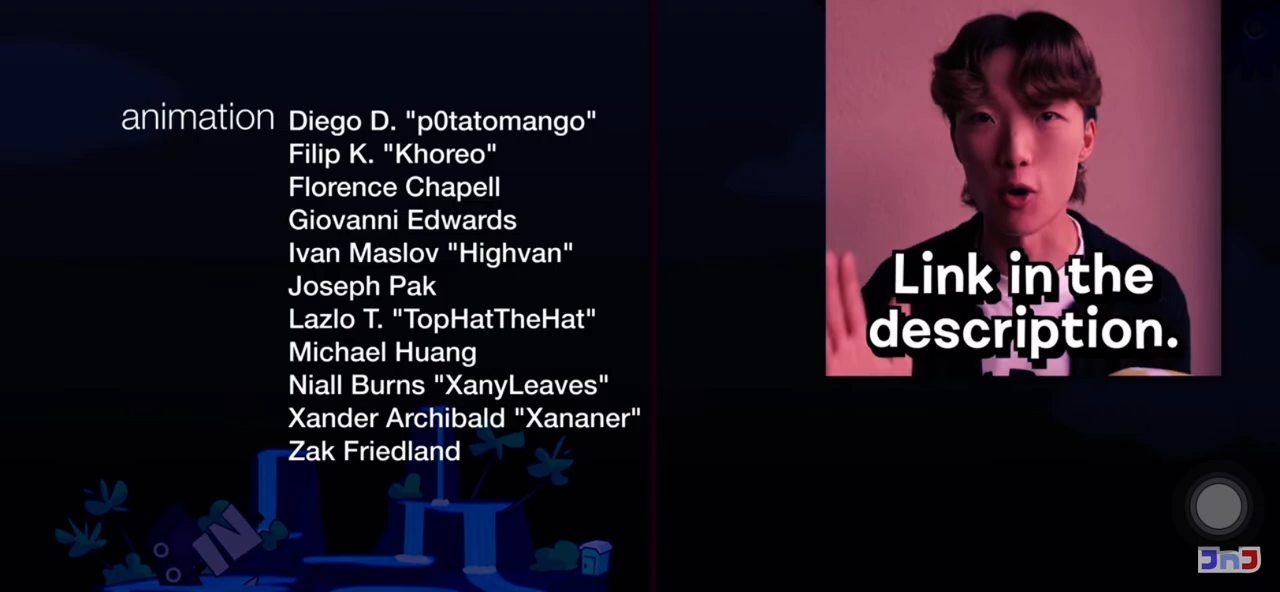 animation
Diego D. "p0tatomango"
Filip K. "Khoreo"
Florence Chapell
Giovanni Edwards
Ivan Maslov "Highvan"
Joseph Pak
Lazlo T. "TopHatTheHat"
Michael Huang
Niall Burns "XanyLeaves"
Xander Archibald "Xananer"
Zak Friedland
Link in the
description.
IN
JnJ